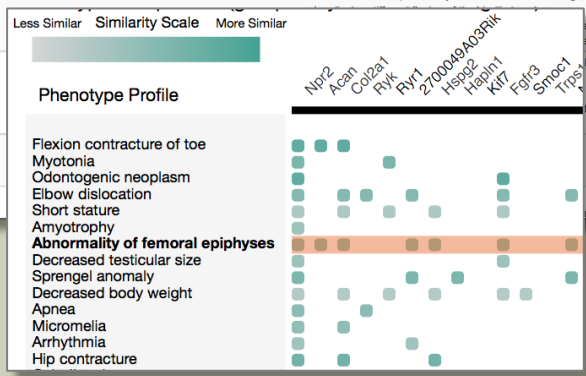 Less Similar Similarity Scale More Similar
Phenotype Profile
Npr2
Acan
Col2a1
Ryk
Ryr1
2700049A03Rik
Hspg2
Hapln1
Kif7
Fgfr3
Smoc1
Flexion contracture of toe
Myotonia
Odontogenic neoplasm
Elbow dislocation
Short stature
Amyotrophy
Abnormality of femoral epiphyses
Decreased testicular size
Sprengel anomaly
Decreased body weight
Apnea
Micromelia
Arrhythmia
Hip contracture